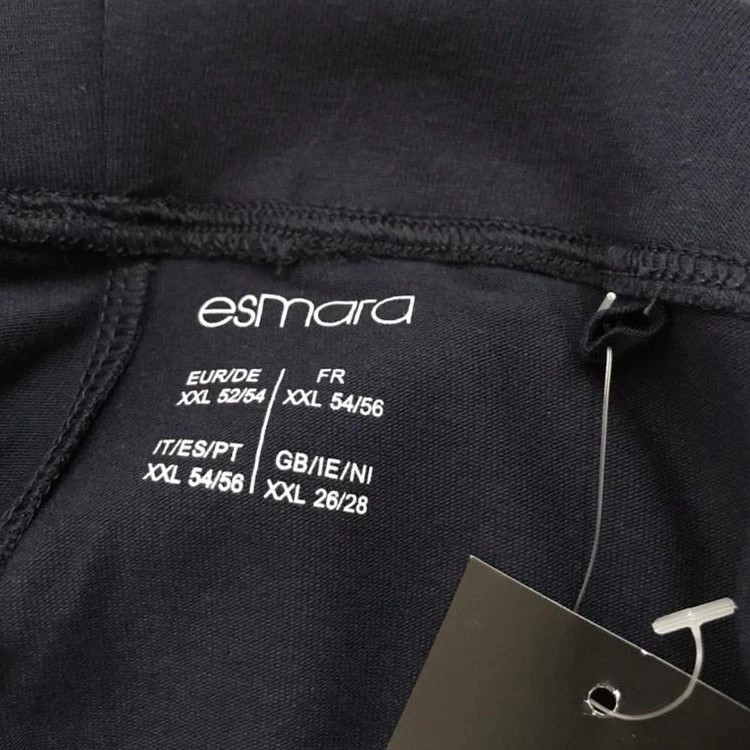 esmara
EUR/DE
XXL 52/54
FR
XXL 54/56
IT/ES/PT
XXL 54/56
GB/IE/NI
XXL 26/28